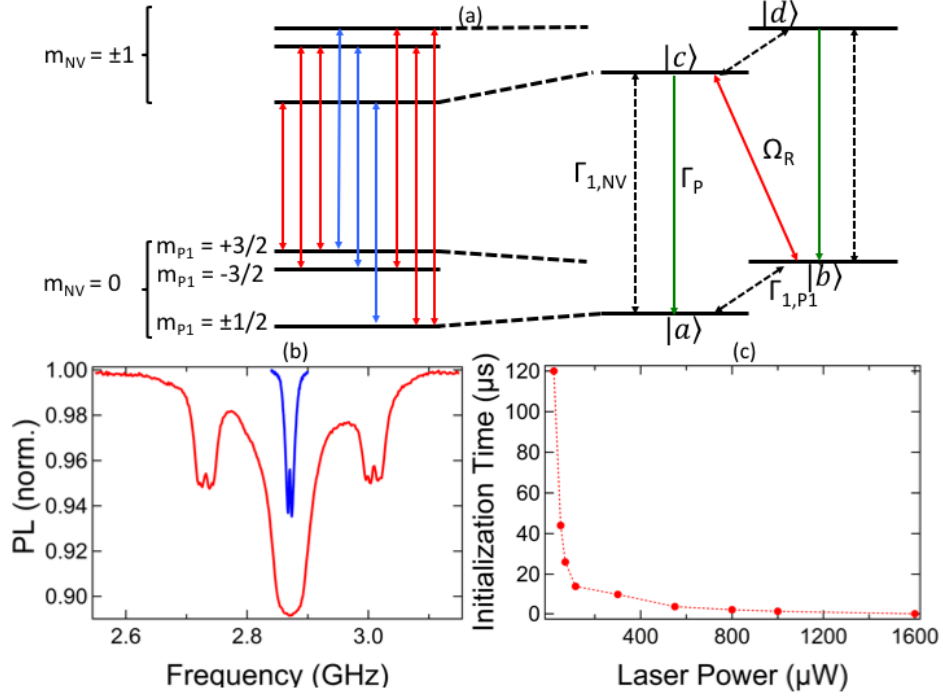 (a)
m_NV = ±1
|d⟩
|c⟩
Γ_1,NV
Γ_P
Ω_R
m_NV = 0
m_P1 = +3/2
m_P1 = -3/2
m_P1 = ±1/2
|b⟩
Γ_1,P1
|a⟩
(b)
PL (norm.)
1.00
0.98
0.96
0.94
0.92
0.90
2.6 2.8 3.0
Frequency (GHz)
(c)
Initialization Time (μs)
120
100
80
60
40
20
0
400 800 1200 1600
Laser Power (μW)